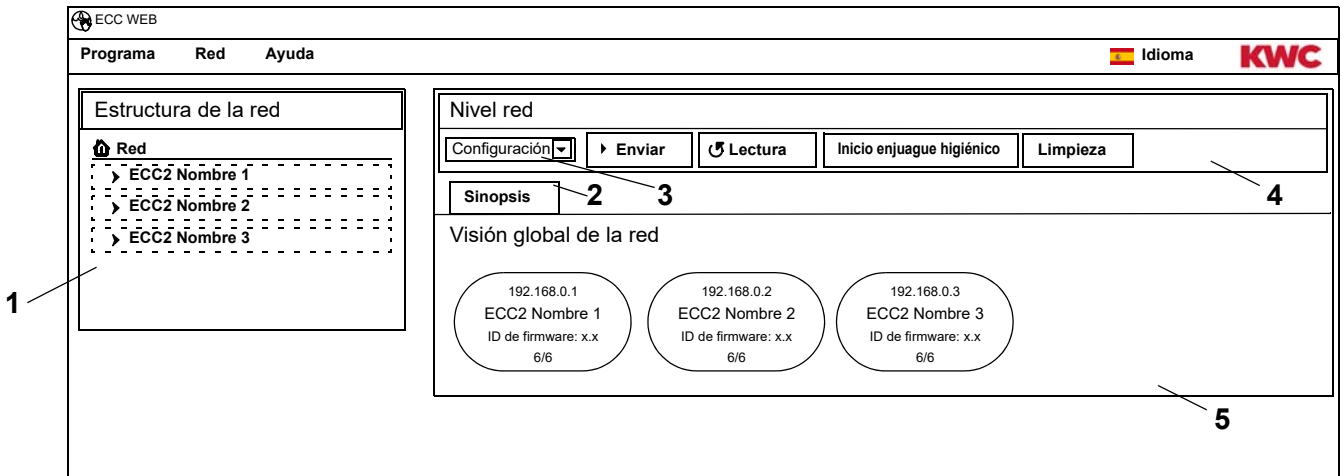 ECC WEB
Programa Red Ayuda Idioma KWC
Estructura de la red
Red
ECC2 Nombre 1
ECC2 Nombre 2
ECC2 Nombre 3
1
Nivel red
Configuración Enviar Lectura Inicio enjuague higiénico Limpieza
Sinopsis 2 3 4
Visión global de la red
192.168.0.1
ECC2 Nombre 1
ID de firmware: x.x
6/6
192.168.0.2
ECC2 Nombre 2
ID de firmware: x.x
6/6
192.168.0.3
ECC2 Nombre 3
ID de firmware: x.x
6/6
5